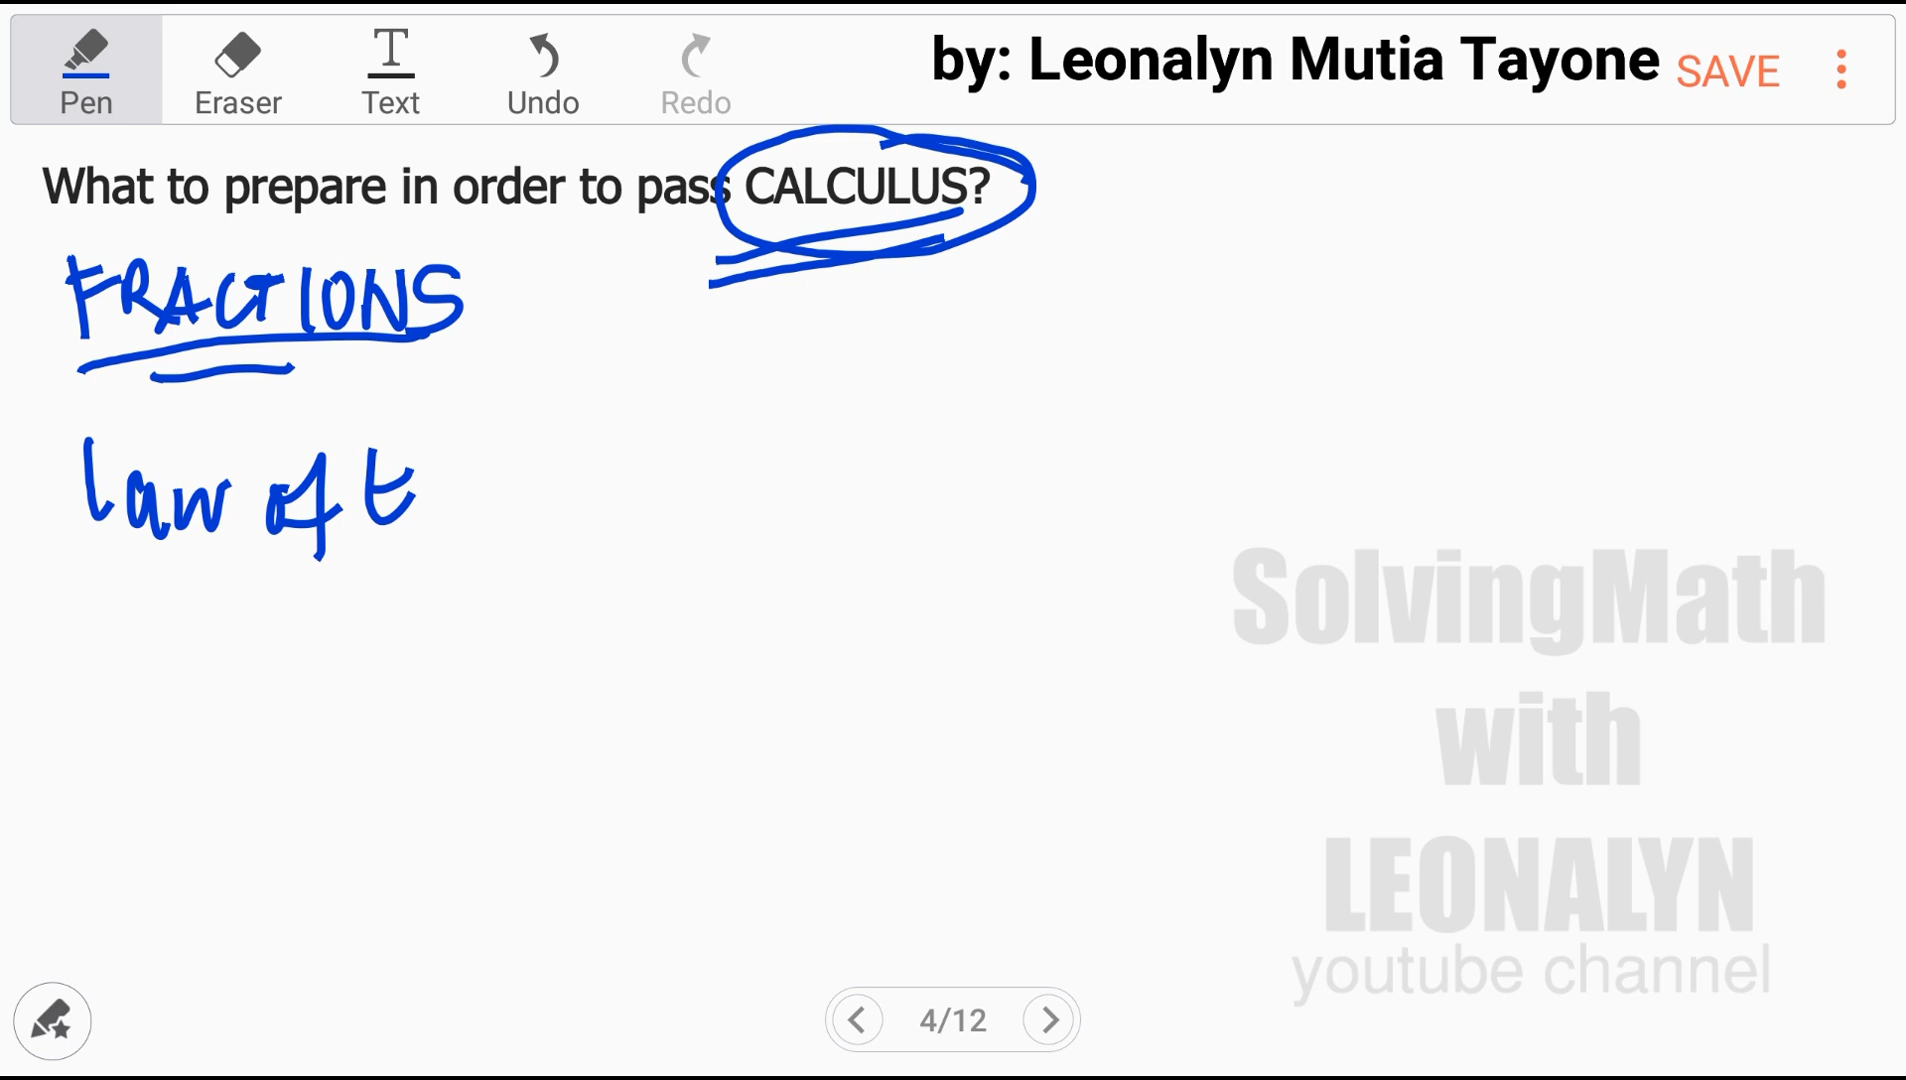 by: Leonalyn Mutia Tayone
SAVE
Pen
Eraser
Text
Undo
Redo
What to prepare in order to pass CALCULUS?
FRACTIONS
law of t
SolvingMath
with
LEONALYN
youtube channel
4/12